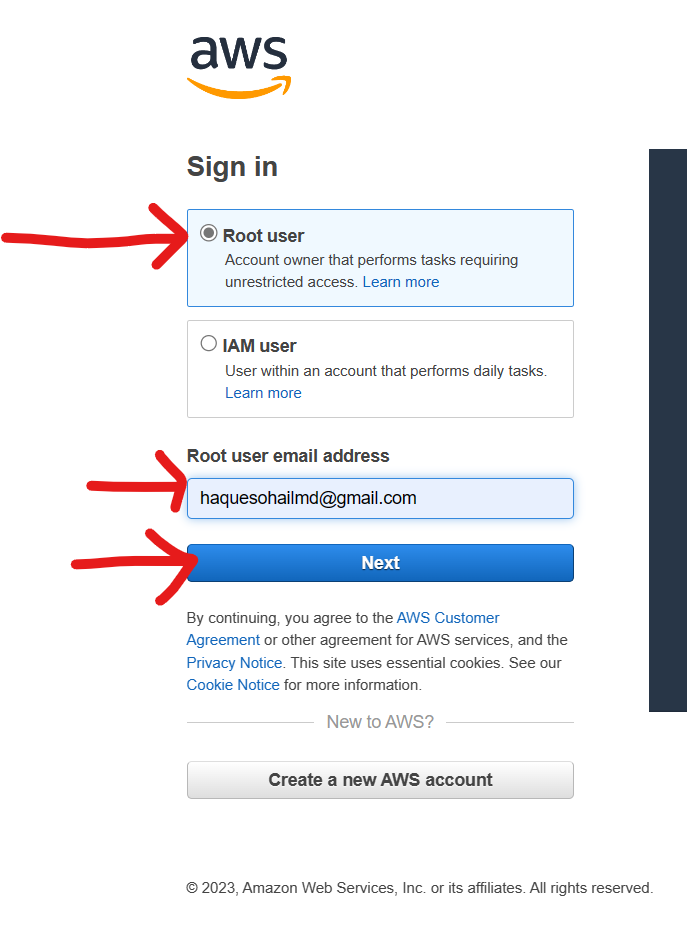 aws
Sign in
Root user
Account owner that performs tasks requiring
unrestricted access. Learn more
IAM user
User within an account that performs daily tasks.
Learn more
Root user email address
haquesohailmd@gmail.com
Next
By continuing, you agree to the AWS Customer
Agreement or other agreement for AWS services, and the
Privacy Notice. This site uses essential cookies. See our
Cookie Notice for more information.
New to AWS?
Create a new AWS account
© 2023, Amazon Web Services, Inc. or its affiliates. All rights reserved.